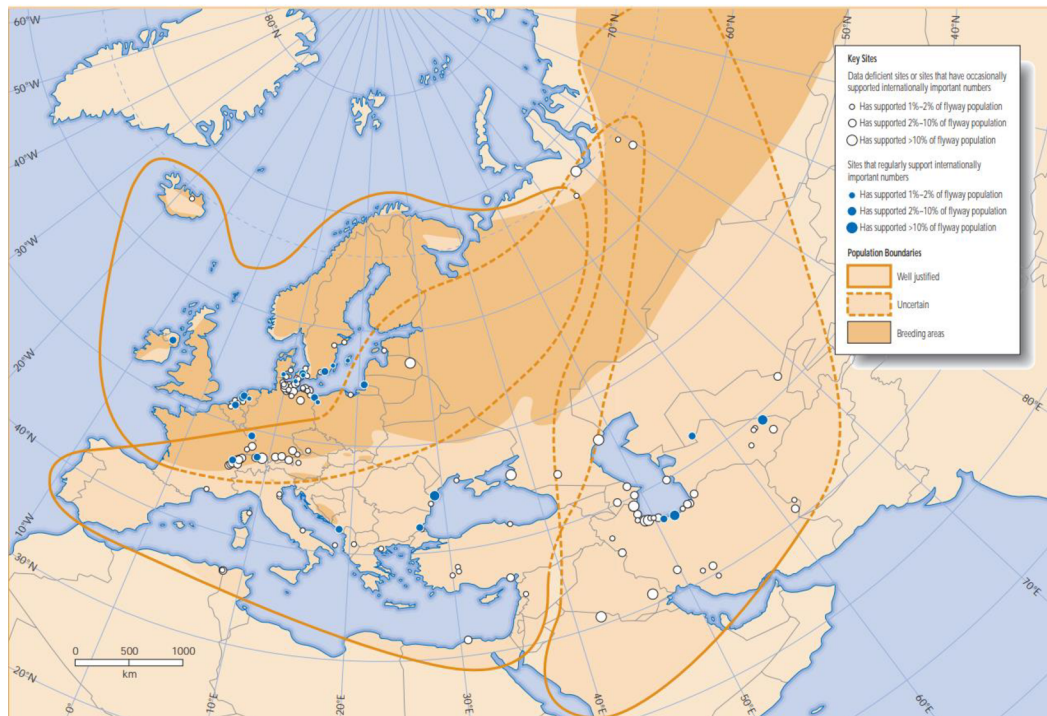 60°W
50°W
40°W
30°W
20°W
40°N
10°W
30°N
20°N
0°
10°E
20°E
30°E
40°E
50°E
60°E
70°E
80°E
80°N
70°N
60°N
50°N
40°N
Key Sites
Data deficient sites or sites that have occasionally
supported internationally important numbers
Has supported 1%–2% of flyway population
Has supported 2%–10% of flyway population
Has supported >10% of flyway population
Sites that regularly support internationally
important numbers
Has supported 1%–2% of flyway population
Has supported 2%–10% of flyway population
Has supported >10% of flyway population
Population Boundaries
Well justified
Uncertain
Breeding areas
0 500 1000
km